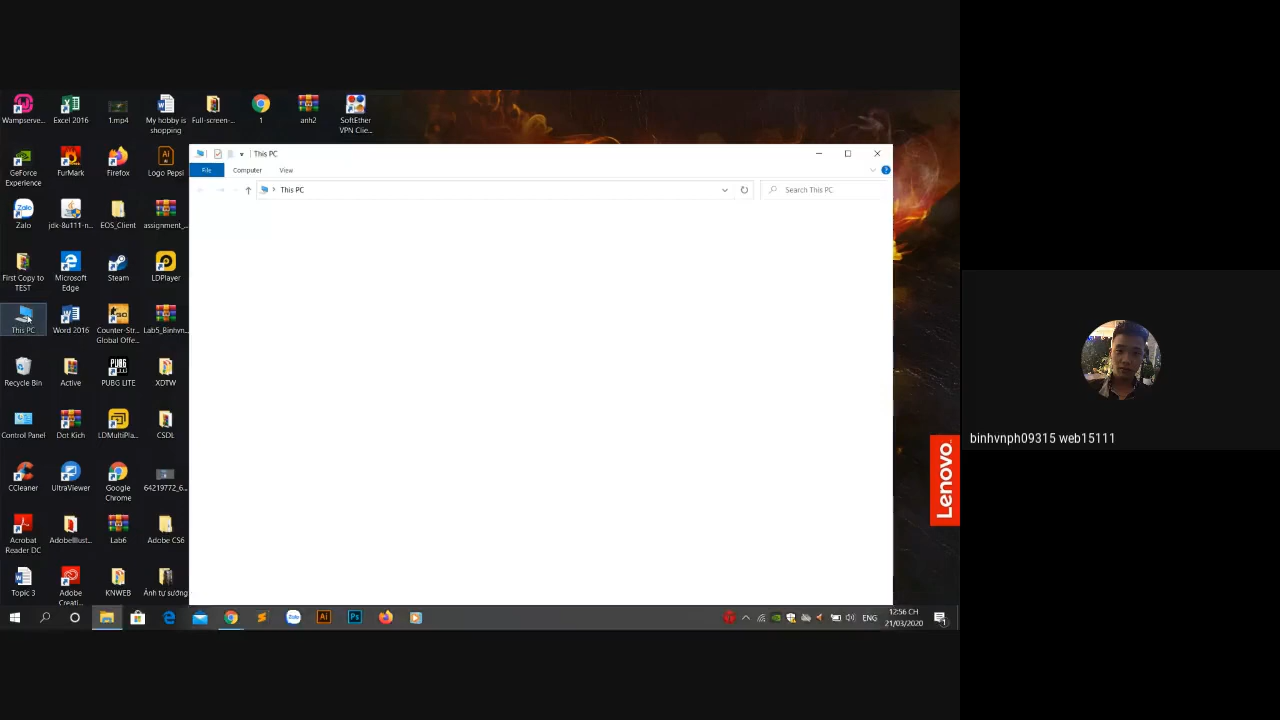 Wampserve...
Excel 2016
1.mp4
My hobby is
shopping
Full-screen-...
1
anh2
SoftEther
VPN Clie...
GeForce
Experience
FurMark
Firefox
Logo Pepsi
Zalo
jdk-8u111-n...
EOS_Client
assignment_...
First Copy to
TEST
Microsoft
Edge
Steam
LDPlayer
This PC
Word 2016
Counter-Str...
Global Offe...
Lab5_Binhvn...
Recycle Bin
Active
PUBG LITE
XDTW
Control Panel
Dot Kich
LDMultiPla...
CSDL
CCleaner
UltraViewer
Google
Chrome
64219772_6...
Acrobat
Reader DC
AdobeIllust...
Lab6
Adobe CS6
Topic 3
Adobe
Creati...
KNWEB
Ảnh tự sướng
This PC
File
Computer
View
This PC
Search This PC
Lenovo
12:56 CH
ENG
21/03/2020
binhvnph09315 web15111